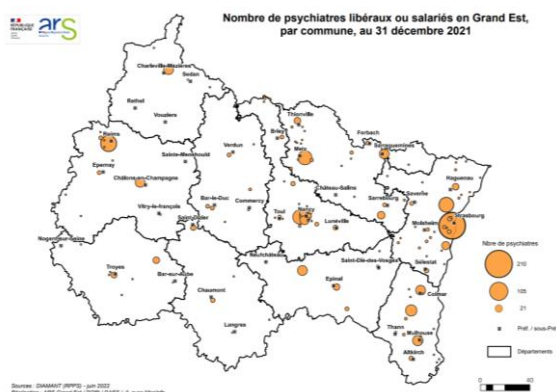 RÉPUBLIQUE
FRANÇAISE
ars
Nombre de psychiatres libéraux ou salariés en Grand Est,
par commune, au 31 décembre 2021
Charleville-Mézières
Sedan
Rethel
Vouziers
Thionville
Forbach
Reims
Verdun
Briey
Metz
Sarreguemines
Sainte-Menehould
Epernay
Haguenau
Châlons-en-Champagne
Château-Salins
Saverne
Bar-le-Duc
Commercy
Sarrebourg
Strasbourg
Vitry-le-françois
Toul
Nancy
Molsheim
Saint-Dizier
Lunéville
Nogent-sur-Seine
Neufchâteau
Saint-Dié-des-Vosges
Sélestat
Nbre de psychiatres
210
Troyes
Bar-sur-Aube
Epinal
Colmar
105
Chaumont
21
Thann
Mulhouse
Préf. / sous-Préf
Langres
Altkirch
Départements
Sources : DIAMANT (RPPS) - juin 2022
0
40